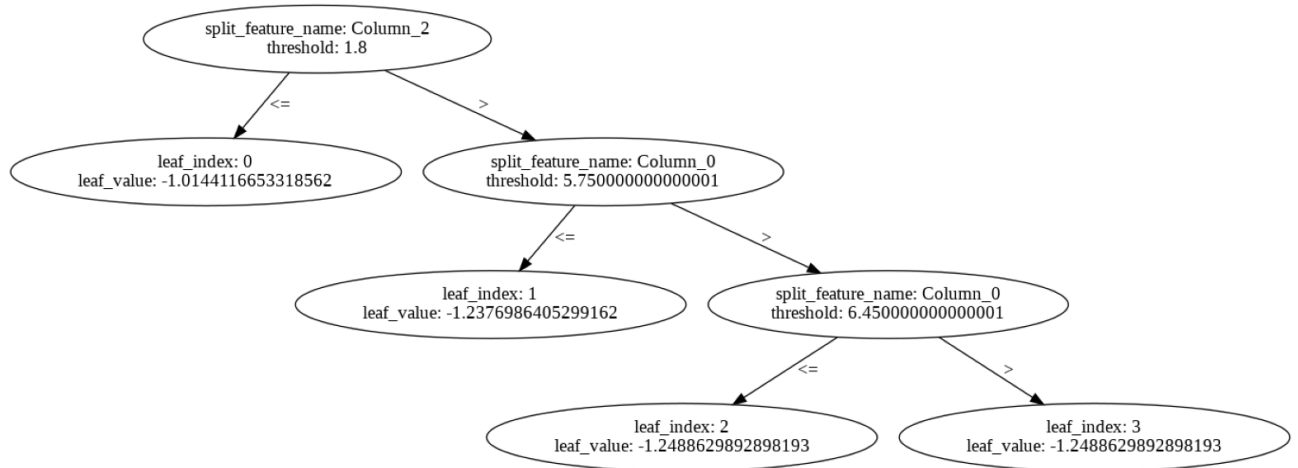 split_feature_name: Column_2
threshold: 1.8
<=
>
leaf_index: 0
leaf_value: -1.0144116653318562
split_feature_name: Column_0
threshold: 5.750000000000001
<=
>
leaf_index: 1
leaf_value: -1.2376986405299162
split_feature_name: Column_0
threshold: 6.450000000000001
<=
>
leaf_index: 2
leaf_value: -1.2488629892898193
leaf_index: 3
leaf_value: -1.2488629892898193